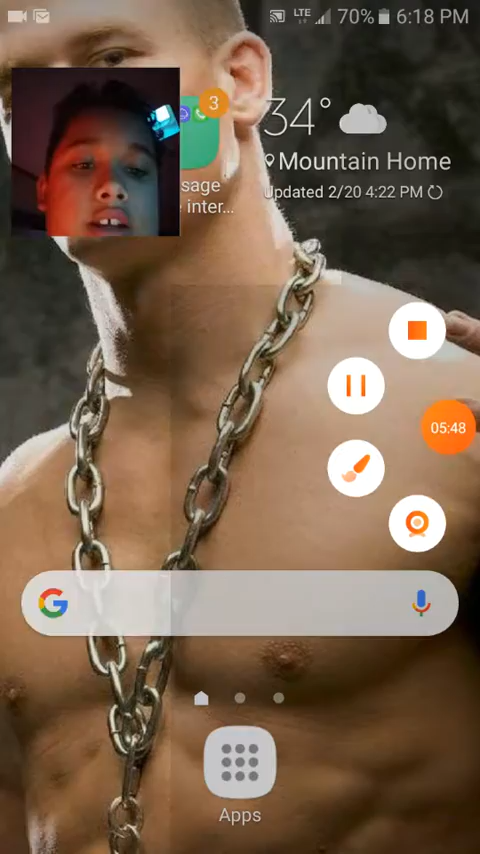 LTE 70% 6:18 PM
3
34°
Mountain Home
Updated 2/20 4:22 PM
sage
inter...
05:48
G
Apps